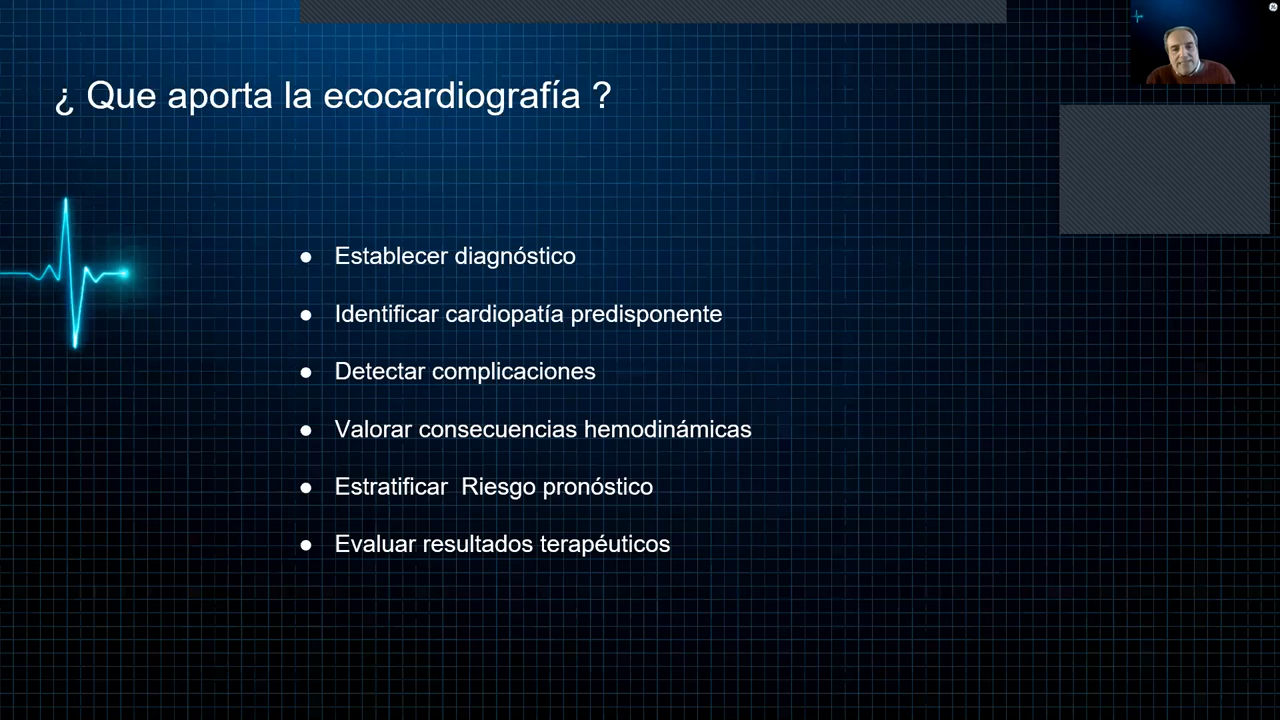 ¿ Que aporta la ecocardiografía ?
● Establecer diagnóstico
● Identificar cardiopatía predisponente
● Detectar complicaciones
● Valorar consecuencias hemodinámicas
● Estratificar  Riesgo pronóstico
● Evaluar resultados terapéuticos